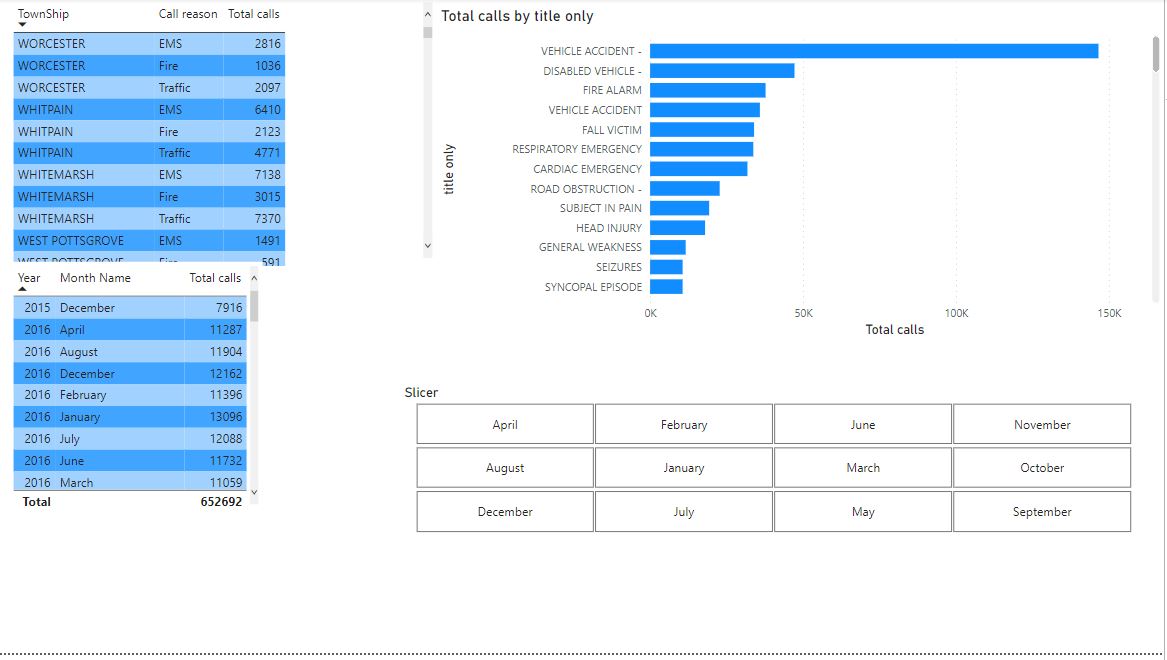 TownShip Call reason Total calls
WORCESTER EMS 2816
WORCESTER Fire 1036
WORCESTER Traffic 2097
WHITPAIN EMS 6410
WHITPAIN Fire 2123
WHITPAIN Traffic 4771
WHITEMARSH EMS 7138
WHITEMARSH Fire 3015
WHITEMARSH Traffic 7370
WEST POTTSGROVE EMS 1491
WEST POTTSGROVE Fire 591
Year Month Name Total calls
2015 December 7916
2016 April 11287
2016 August 11904
2016 December 12162
2016 February 11396
2016 January 13096
2016 July 12088
2016 June 11732
2016 March 11059
Total 652692
Total calls by title only
title only
VEHICLE ACCIDENT -
DISABLED VEHICLE -
FIRE ALARM
VEHICLE ACCIDENT
FALL VICTIM
RESPIRATORY EMERGENCY
CARDIAC EMERGENCY
ROAD OBSTRUCTION -
SUBJECT IN PAIN
HEAD INJURY
GENERAL WEAKNESS
SEIZURES
SYNCOPAL EPISODE
0K 50K 100K 150K
Total calls
Slicer
April February June November
August January March October
December July May September